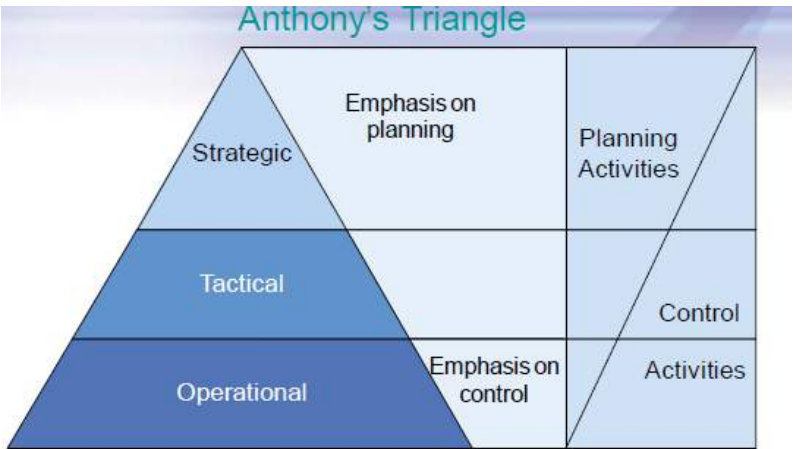 Anthony's Triangle
Emphasis on
planning
Strategic
Planning
Activities
Tactical
Control
Emphasis on
control
Activities
Operational